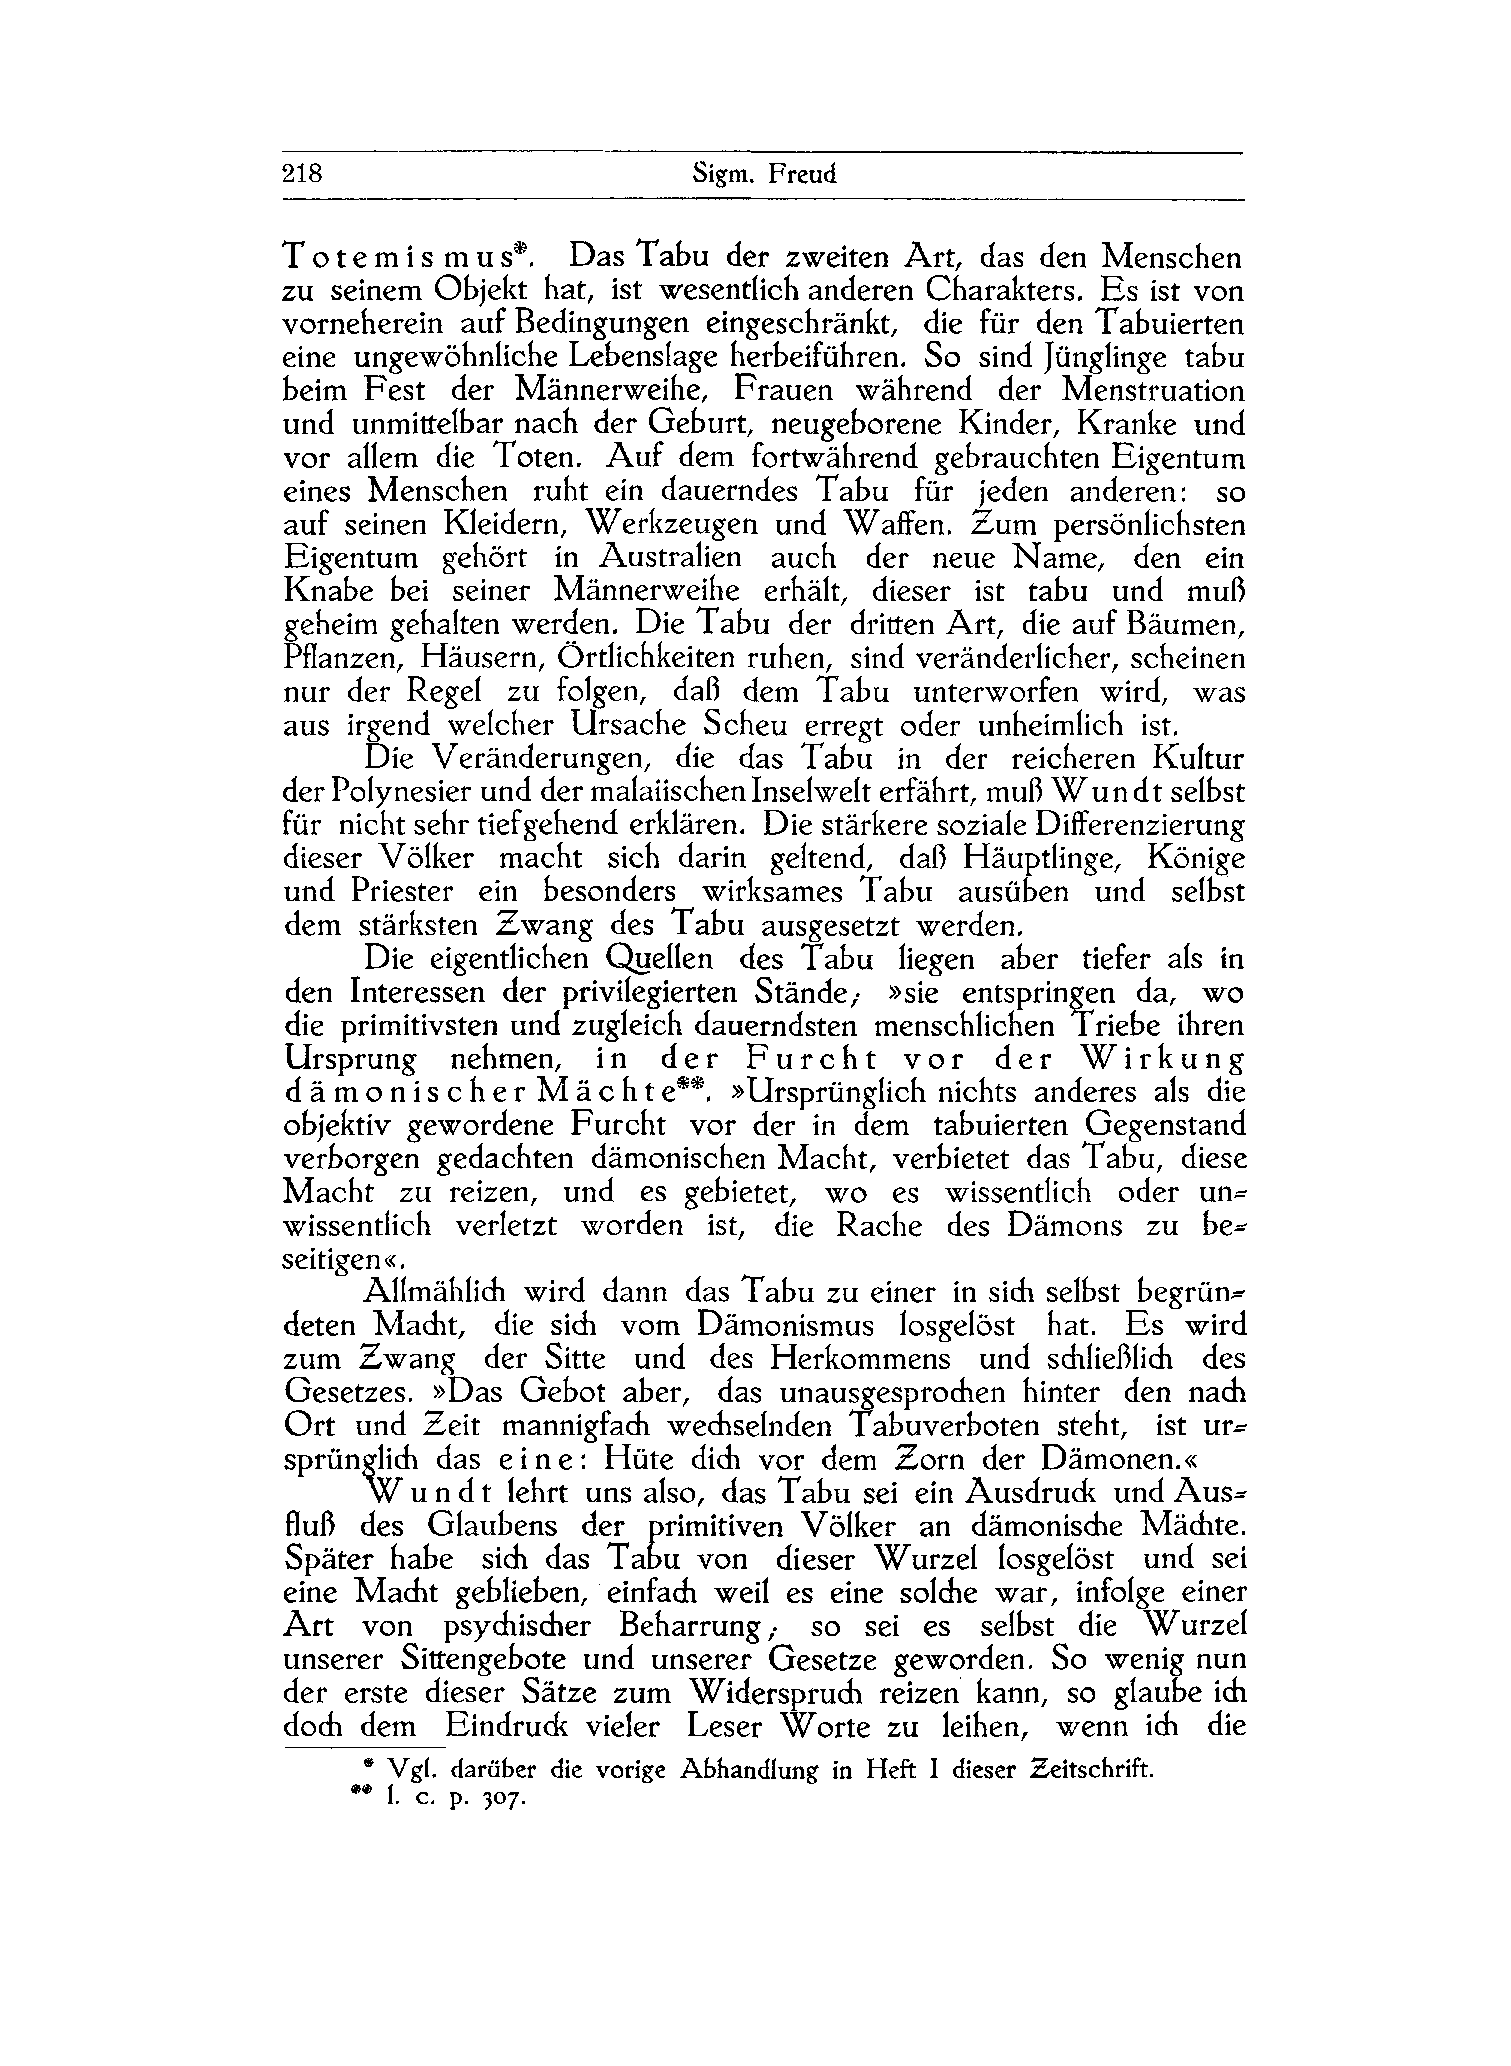 218 Sigm. Freud
Totemismus*. Das Tabu der zweiten Art, das den Menschen
zu seinem Objekt hat, ist wesentlich anderen Charakters. Es ist von
vorneherein auf Bedingungen eingeschränkt, die für den Tabuierten
eine ungewöhnliche Lebenslage herbeiführen. So sind Jünglinge tabu
beim Fest der Männerweihe, Frauen während der Menstruation
und unmittelbar nach der Geburt, neugeborene Kinder, Kranke und
vor allem die Toten. Auf dem fortwährend gebrauchten Eigentum
eines Menschen ruht ein dauerndes Tabu für jeden anderen: so
auf seinen Kleidern, Werkzeugen und Waffen. Zum persönlichsten
Eigentum gehört in Australien auch der neue Name, den ein
Knabe bei seiner Männerweihe erhält, dieser ist tabu und muß
geheim gehalten werden. Die Tabu der dritten Art, die auf Bäumen,
Pflanzen, Häusern, Örtlichkeiten ruhen, sind veränderlicher, scheinen
nur der Regel zu folgen, daß dem Tabu unterworfen wird, was
aus irgend welcher Ursache Scheu erregt oder unheimlich ist.
Die Veränderungen, die das Tabu in der reicheren Kultur
der Polynesier und der malaiischen Inselwelt erfährt, muß Wundt selbst
für nicht sehr tiefgehend erklären. Die stärkere soziale Differenzierung
dieser Völker macht sich darin geltend, daß Häuptlinge, Könige
und Priester ein besonders wirksames Tabu ausüben und selbst
dem stärksten Zwang des Tabu ausgesetzt werden.
Die eigentlichen Quellen des Tabu liegen aber tiefer als in
den Interessen der privilegierten Stände; »sie entspringen da, wo
die primitivsten und zugleich dauerndsten menschlichen Triebe ihren
Ursprung nehmen, in der Furcht vor der Wirkung
dämonischer Mächte**. »Ursprünglich nichts anderes als die
objektiv gewordene Furcht vor der in dem tabuierten Gegenstand
verborgen gedachten dämonischen Macht, verbietet das Tabu, diese
Macht zu reizen, und es gebietet, wo es wissentlich oder un-
wissentlich verletzt worden ist, die Rache des Dämons zu be-
seitigen«.
Allmählich wird dann das Tabu zu einer in sich selbst begrün-
deten Macht, die sich vom Dämonismus losgelöst hat. Es wird
zum Zwang der Sitte und des Herkommens und schließlich des
Gesetzes. »Das Gebot aber, das unausgesprochen hinter den nach
Ort und Zeit mannigfach wechselnden Tabuverboten steht, ist ur-
sprünglich das eine: Hüte dich vor dem Zorn der Dämonen.«
Wundt lehrt uns also, das Tabu sei ein Ausdruck und Aus-
fluß des Glaubens der primitiven Völker an dämonische Mächte.
Später habe sich das Tabu von dieser Wurzel losgelöst und sei
eine Macht geblieben, einfach weil es eine solche war, infolge einer
Art von psychischer Beharrung; so sei es selbst die Wurzel
unserer Sittengebote und unserer Gesetze geworden. So wenig nun
der erste dieser Sätze zum Widerspruch reizen kann, so glaube ich
doch dem Eindruck vieler Leser Worte zu leihen, wenn ich die
* Vgl. darüber die vorige Abhandlung in Heft I dieser Zeitschrift.
** l. c. p. 307.